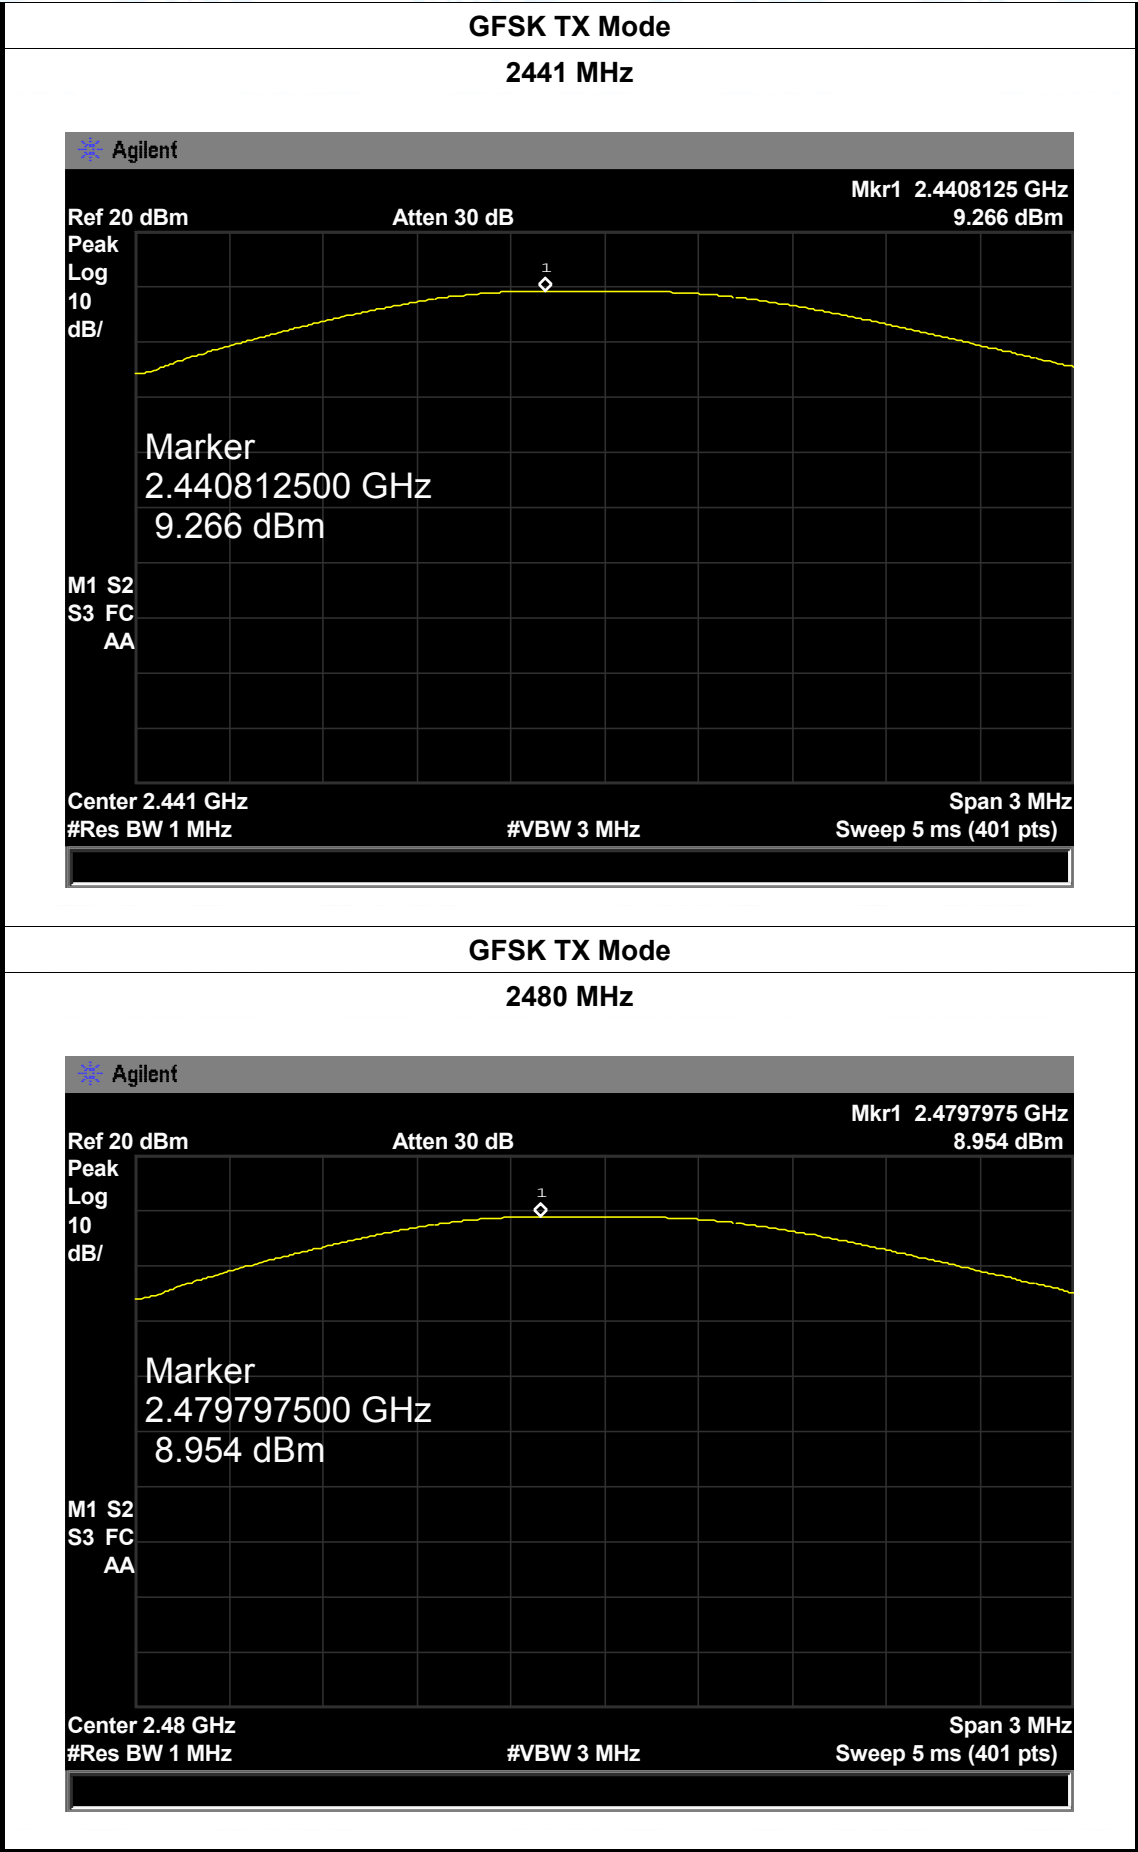 GFSK TX Mode
2441 MHz
Agilent
Mkr1 2.4408125 GHz
Ref 20 dBm Atten 30 dB 9.266 dBm
Peak
Log
10
dB/
1
Marker
2.440812500 GHz
9.266 dBm
M1 S2
S3 FC
AA
Center 2.441 GHz Span 3 MHz
#Res BW 1 MHz #VBW 3 MHz Sweep 5 ms (401 pts)
GFSK TX Mode
2480 MHz
Agilent
Mkr1 2.4797975 GHz
Ref 20 dBm Atten 30 dB 8.954 dBm
Peak
Log
10
dB/
1
Marker
2.479797500 GHz
8.954 dBm
M1 S2
S3 FC
AA
Center 2.48 GHz Span 3 MHz
#Res BW 1 MHz #VBW 3 MHz Sweep 5 ms (401 pts)